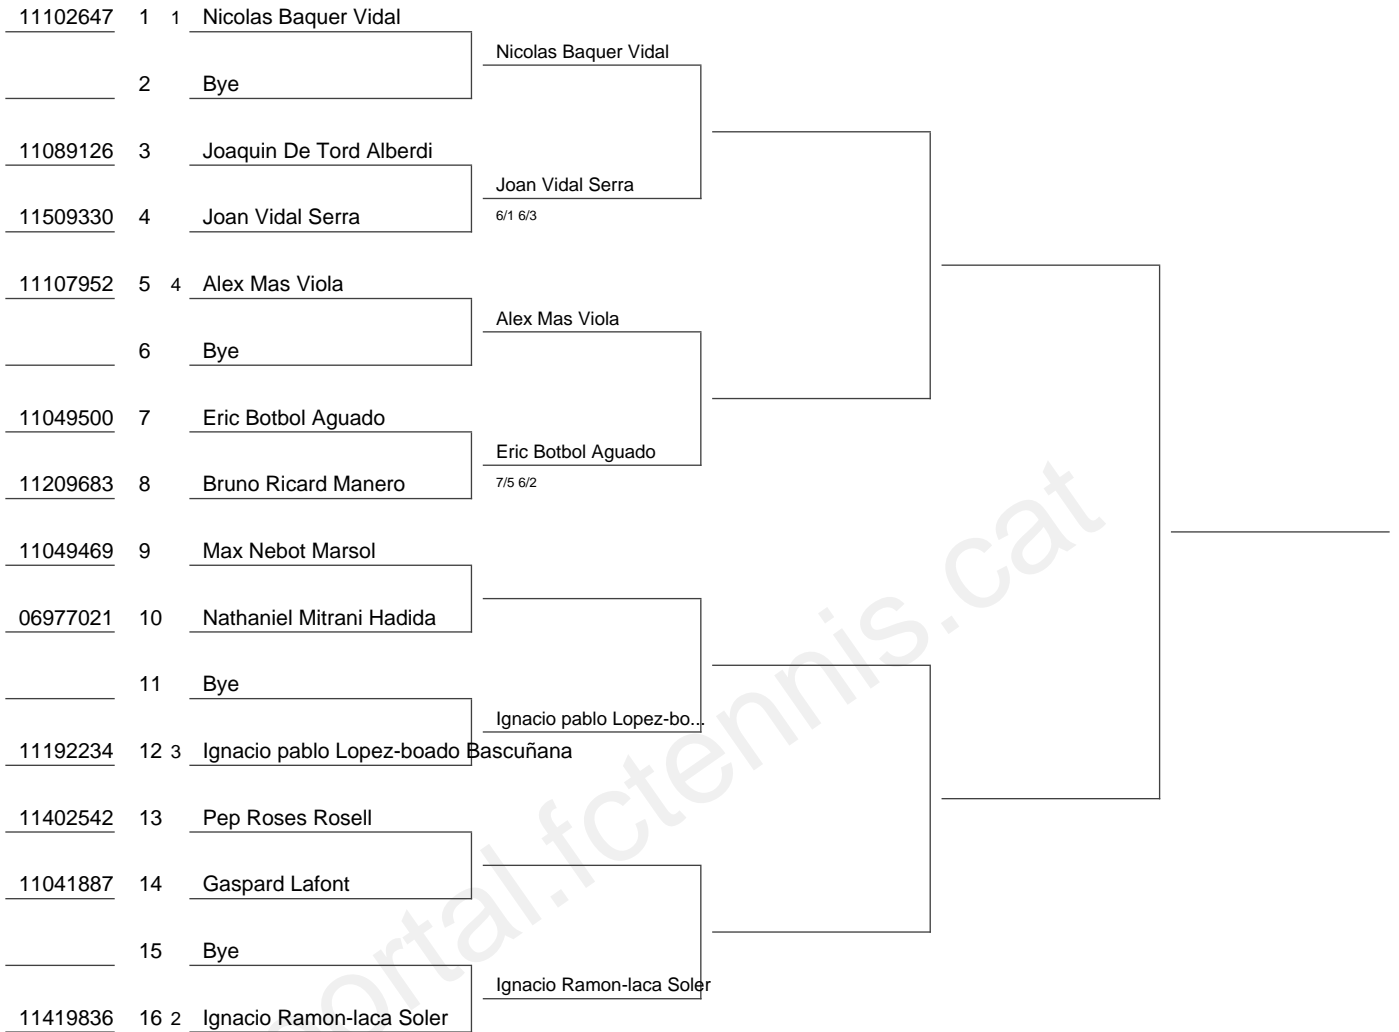 11102647 1 1 Nicolas Baquer Vidal
Nicolas Baquer Vidal
2 Bye
11089126 3 Joaquin De Tord Alberdi
Joan Vidal Serra
11509330 4 Joan Vidal Serra
6/1 6/3
11107952 5 4 Alex Mas Viola
Alex Mas Viola
6 Bye
11049500 7 Eric Botbol Aguado
Eric Botbol Aguado
11209683 8 Bruno Ricard Manero
7/5 6/2
11049469 9 Max Nebot Marsol
06977021 10 Nathaniel Mitrani Hadida
11 Bye
Ignacio pablo Lopez-bo...
11192234 12 3 Ignacio pablo Lopez-boado Bascuñana
11402542 13 Pep Roses Rosell
11041887 14 Gaspard Lafont
15 Bye
Ignacio Ramon-laca Soler
11419836 16 2 Ignacio Ramon-laca Soler
portal.fctennis.cat